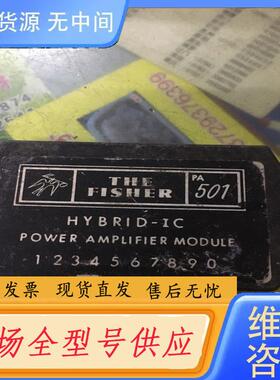 货源 无中间
THE
FISHER
PA
501
HYBRID-IC
POWER AMPLIFIER MODULE
1 2 3 4 5 6 7 8 9 0
发票 现货直发 售后无忧
场全型号供应
维
咨